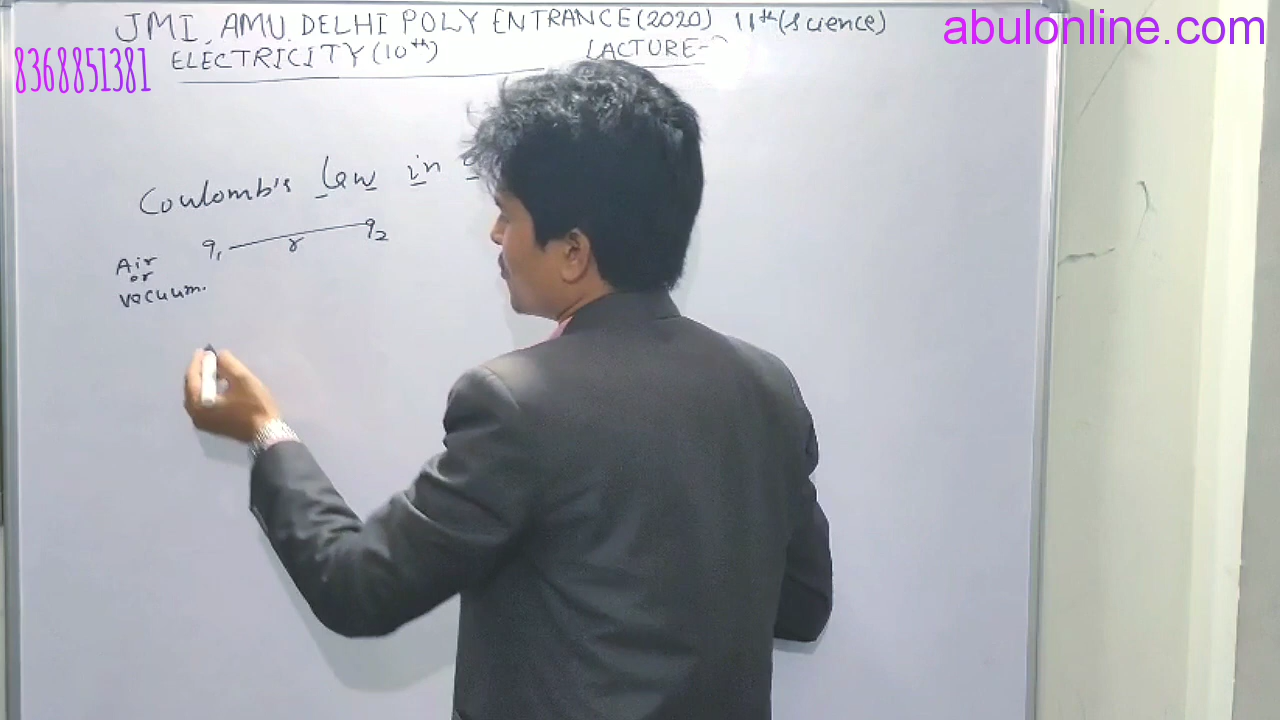 JMI, AMU, DELHI POLY ENTRANCE(2020) 11th(science)
abulonline.com
8368851381
ELECTRICITY(10th) LACTURE-
Coulomb's law in
q1 r q2
Air
or
vacuum.